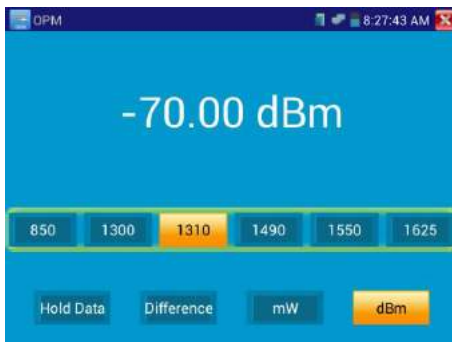 OPM 8:27:43 AM
-70.00 dBm
850 1300 1310 1490 1550 1625
Hold Data Difference mW dBm